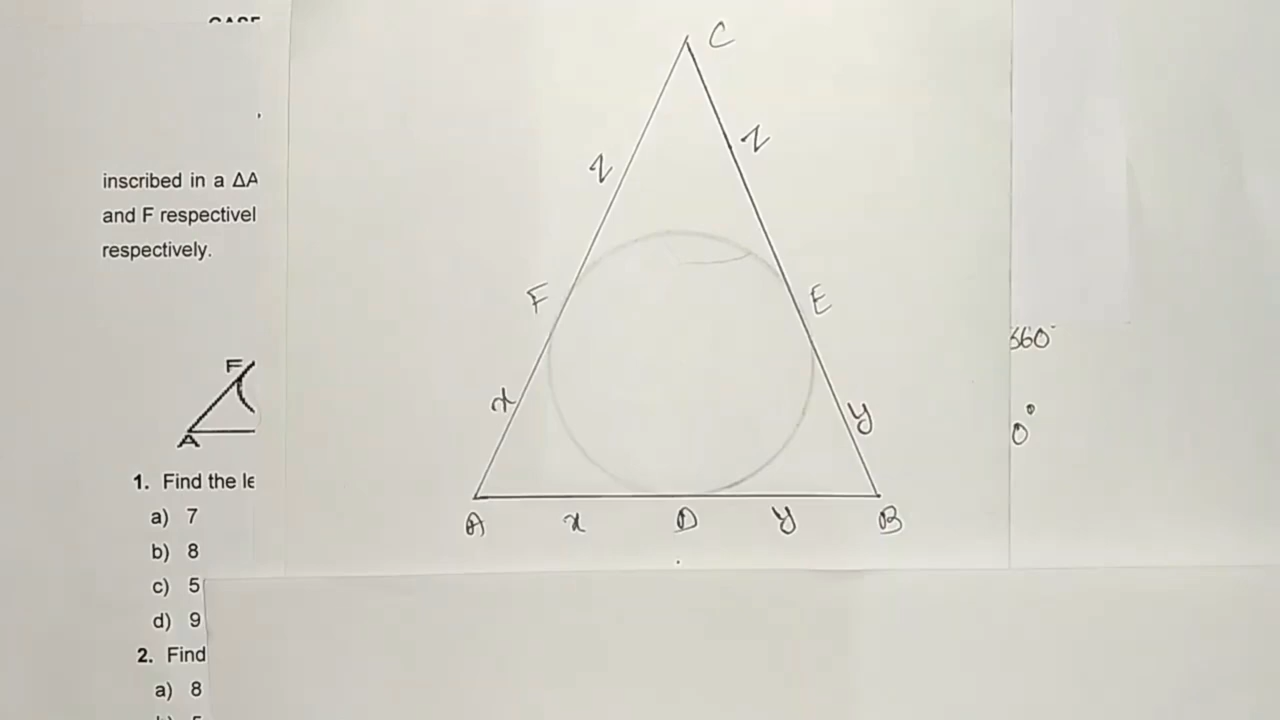 inscribed in a ΔA
and F respectivel
respectively.
F
A
1. Find the le
a) 7
b) 8
c) 5
d) 9
2. Find
a) 8
C
z
z
F
E
x
y
A
x
D
y
B
360°
0°